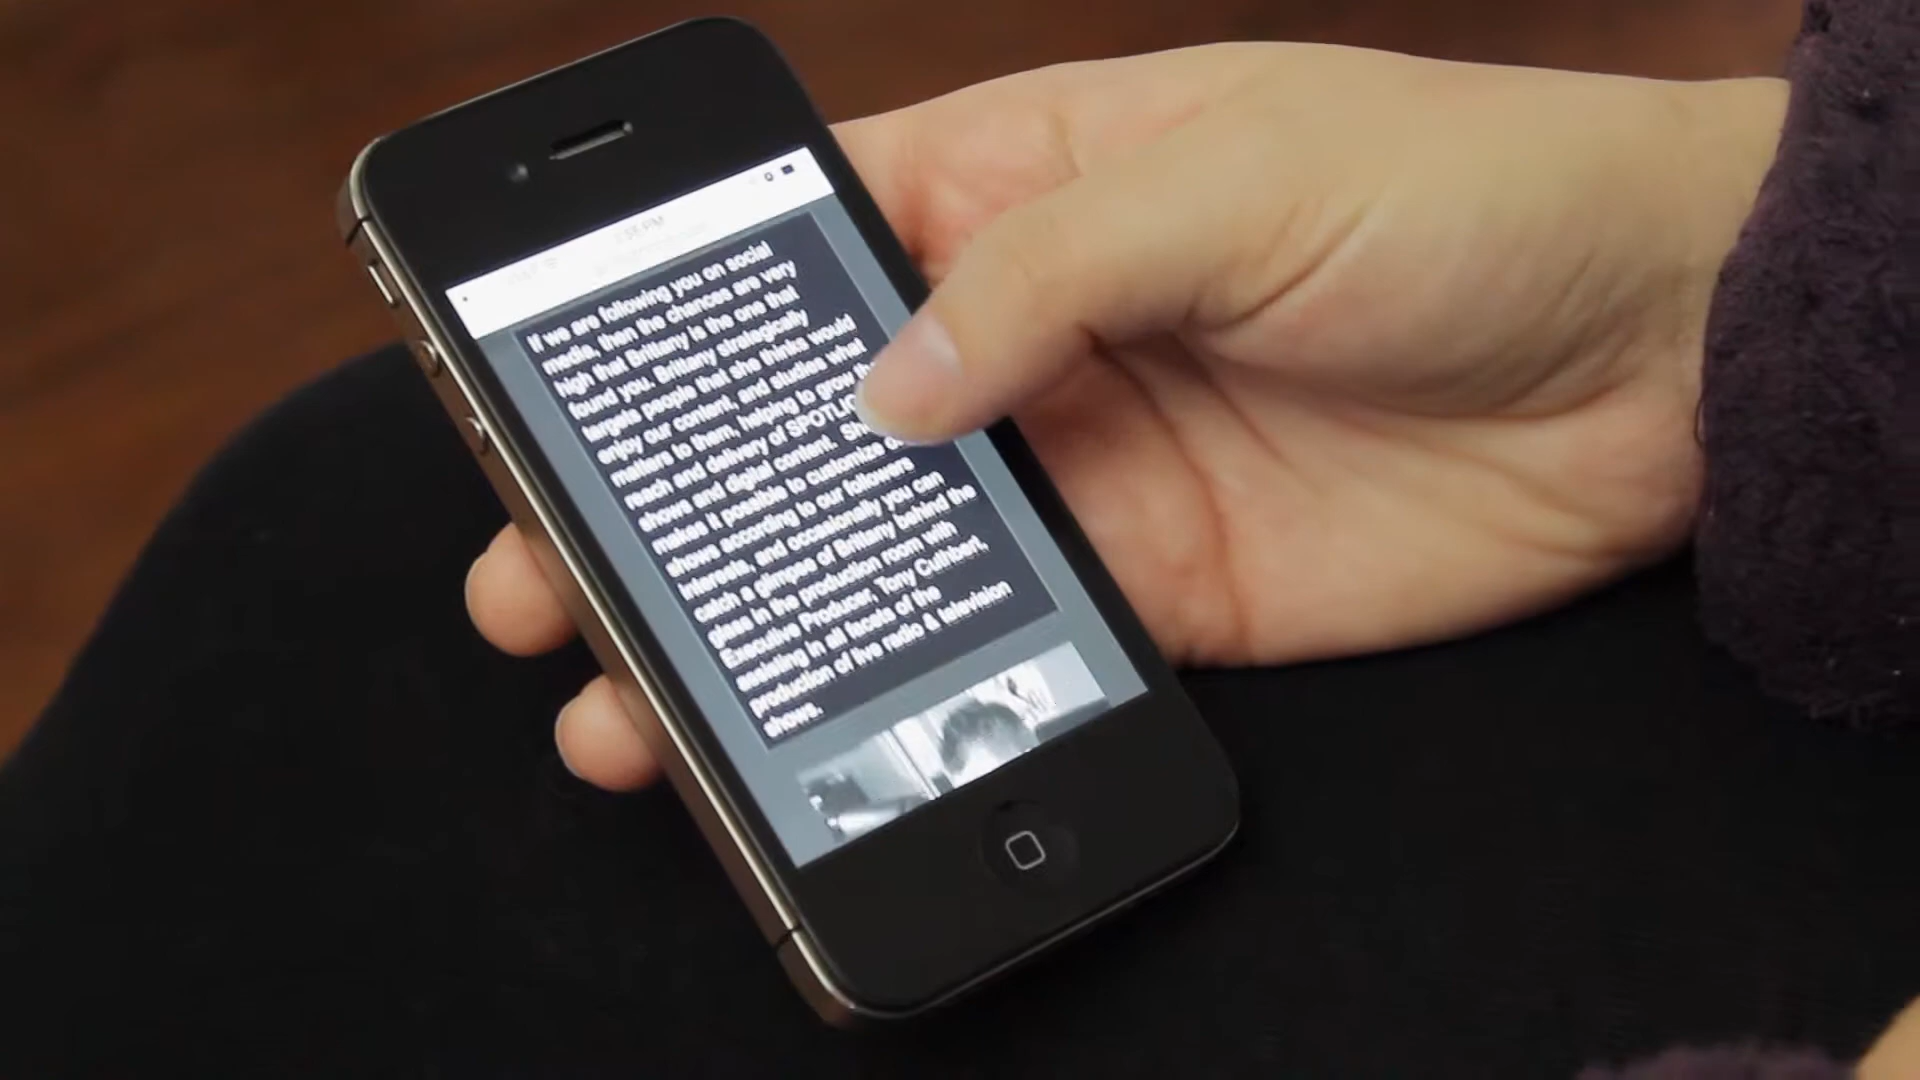 55 PM
If we are following you on social
media, then the chances are very
high that Brittany is the one that
found you. Brittany strategically
targets people that she thinks would
enjoy our content, and studies what
matters to them, helping to grow
reach and delivery of
shows and digital content.
makes it possible to customize
shows according to our followers
interests, and occasionally you can
catch a glimpse of Brittany behind the
glass in the production room with
Executive Producer, Tony Cuthbert,
assisting in all facets of the
production of live radio & television
shows.